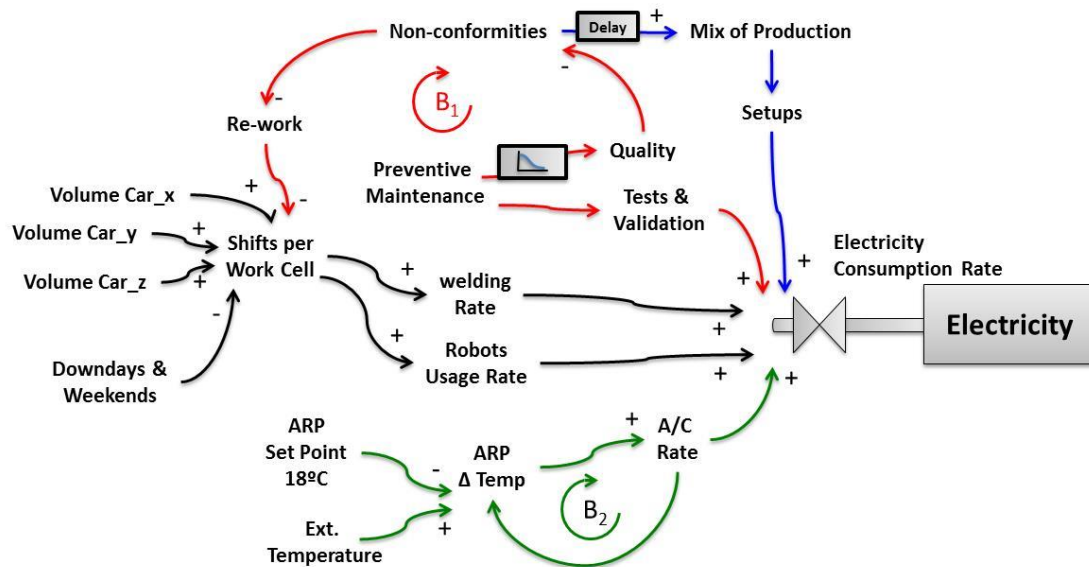 Non-conformities
Delay
+
Mix of Production
-
-
B1
Re-work
Setups
Preventive
Maintenance
Quality
Tests &
Validation
Volume Car_x
+
-
Volume Car_y
+
Shifts per
Work Cell
Volume Car_z
+
-
Electricity
Consumption Rate
+
+
+
welding
Rate
+
Electricity
+
Robots
Usage Rate
+
+
Downdays &
Weekends
ARP
Set Point
18ºC
-
ARP
Δ Temp
+
A/C
Rate
B2
+
Ext.
Temperature